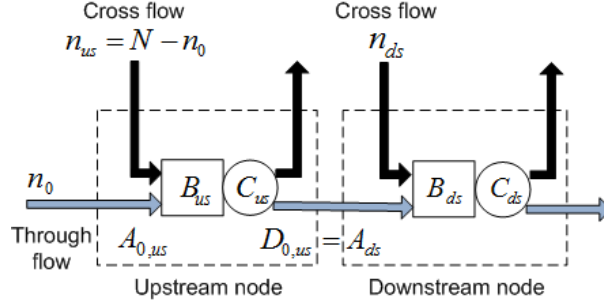 Cross flow
Cross flow
n_us = N − n_0
n_ds
n_0
B_us
C_us
B_ds
C_ds
Through
flow
A_0,us
D_0,us = A_ds
Upstream node
Downstream node